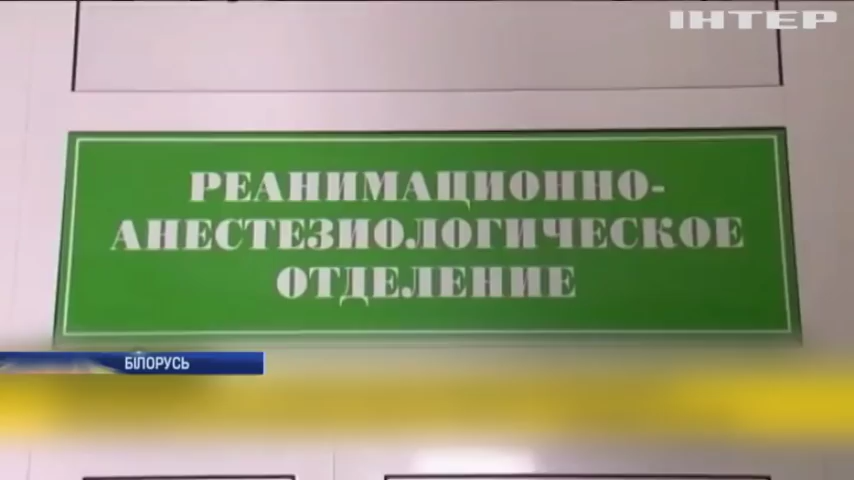 ІНТЕР
РЕАНИМАЦИОННО-
АНЕСТЕЗИОЛОГИЧЕСКОЕ
ОТДЕЛЕНИЕ
БІЛОРУСЬ